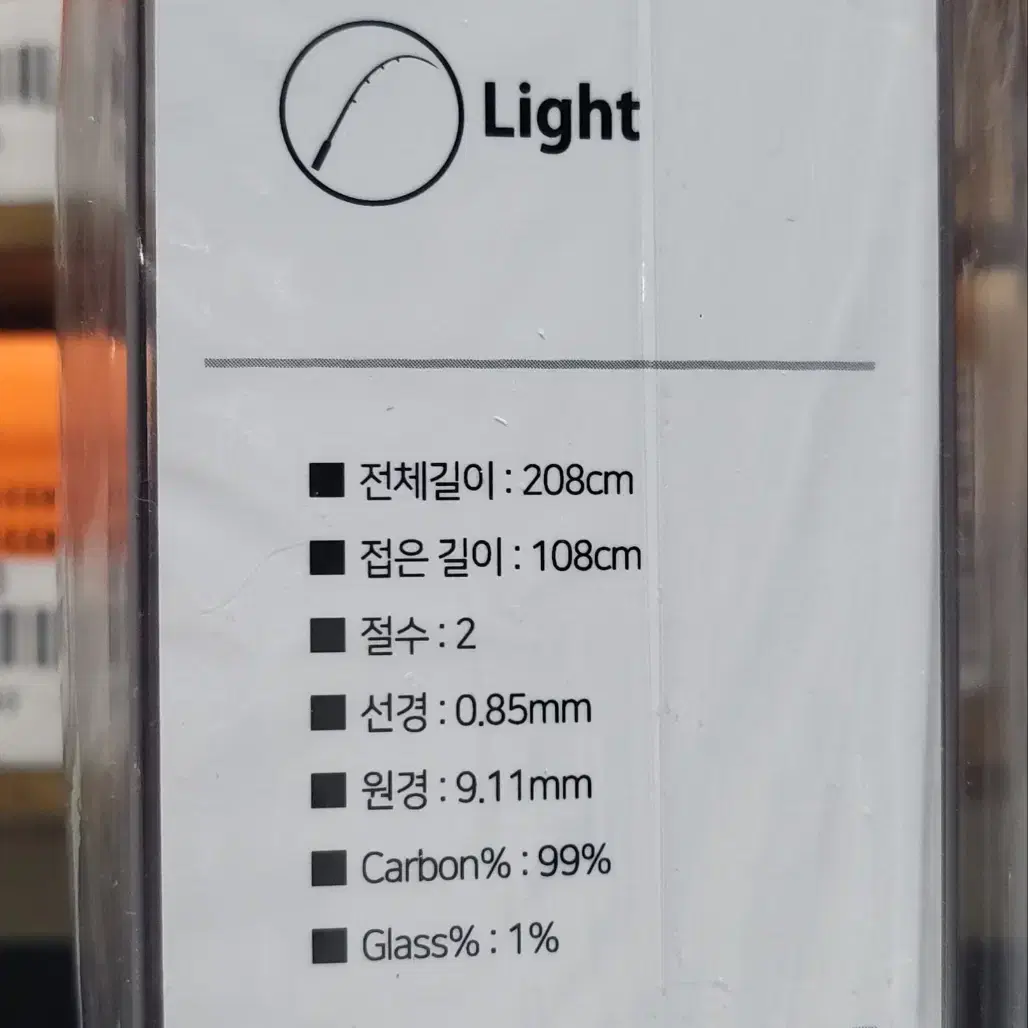 Light
■ 전체길이 : 208cm
■ 접은 길이 : 108cm
■ 절수 : 2
■ 선경 : 0.85mm
■ 원경 : 9.11mm
■ Carbon% : 99%
■ Glass% : 1%